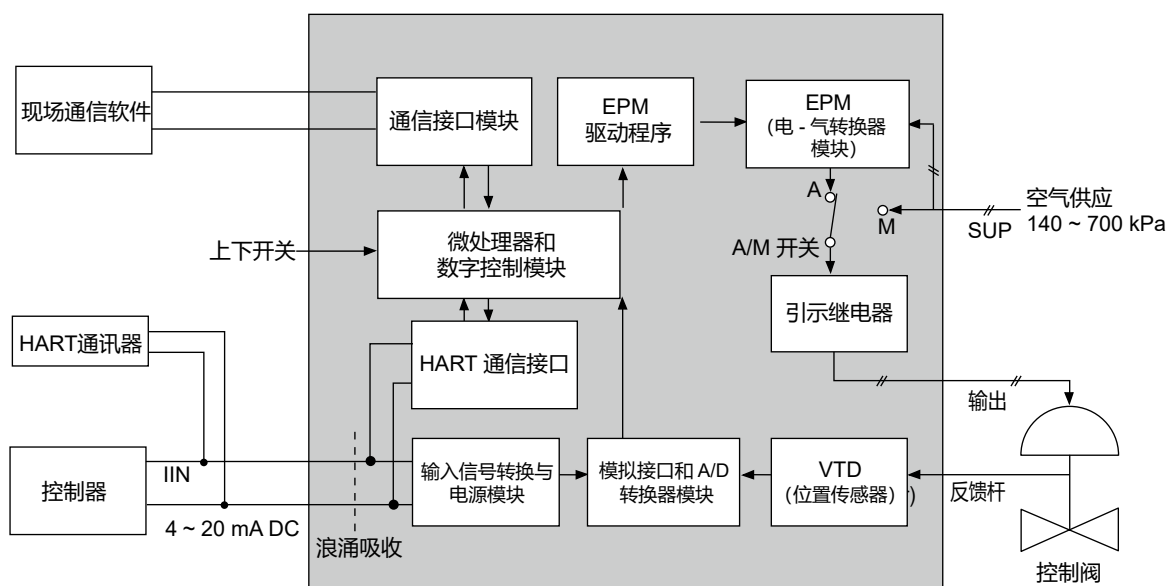 现场通信软件
通信接口模块
EPM
驱动程序
EPM
(电 - 气转换器
模块)
A
M
A/M 开关
SUP
空气供应
140 ~ 700 kPa
上下开关
微处理器和
数字控制模块
引示继电器
HART通讯器
HART 通信接口
输出
控制器
IIN
4 ~ 20 mA DC
浪涌吸收
输入信号转换与
电源模块
模拟接口和 A/D
转换器模块
VTD
(位置传感器)
反馈杆
控制阀